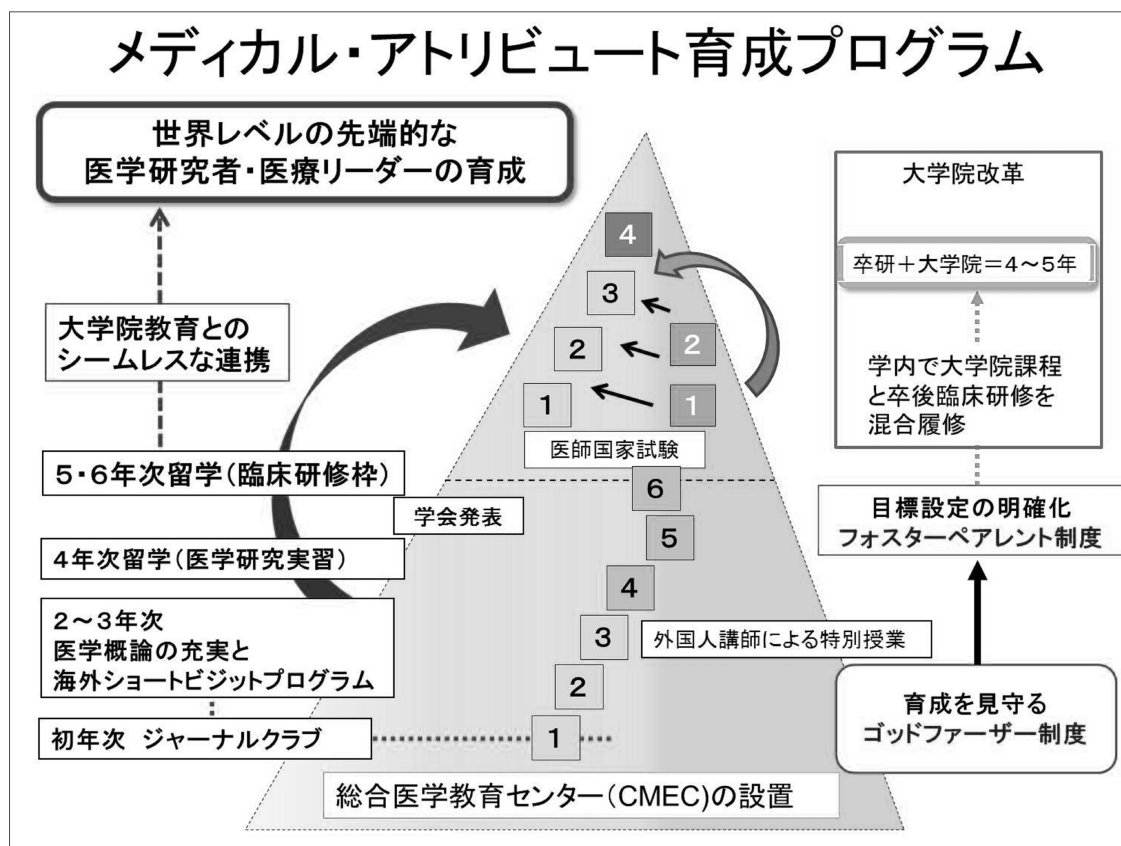 メディカル・アトリビュート育成プログラム
世界レベルの先端的な
医学研究者・医療リーダーの育成
大学院教育との
シームレスな連携
5・6年次留学(臨床研修枠)
学会発表
4年次留学(医学研究実習)
2～3年次
医学概論の充実と
海外ショートビジットプログラム
初年次 ジャーナルクラブ
4
3
2
2
1
1
医師国家試験
6
5
4
3
2
1
外国人講師による特別授業
総合医学教育センター(CMEC)の設置
大学院改革
卒研＋大学院＝4～5年
学内で大学院課程
と卒後臨床研修を
混合履修
目標設定の明確化
フォスターペアレント制度
育成を見守る
ゴッドファーザー制度